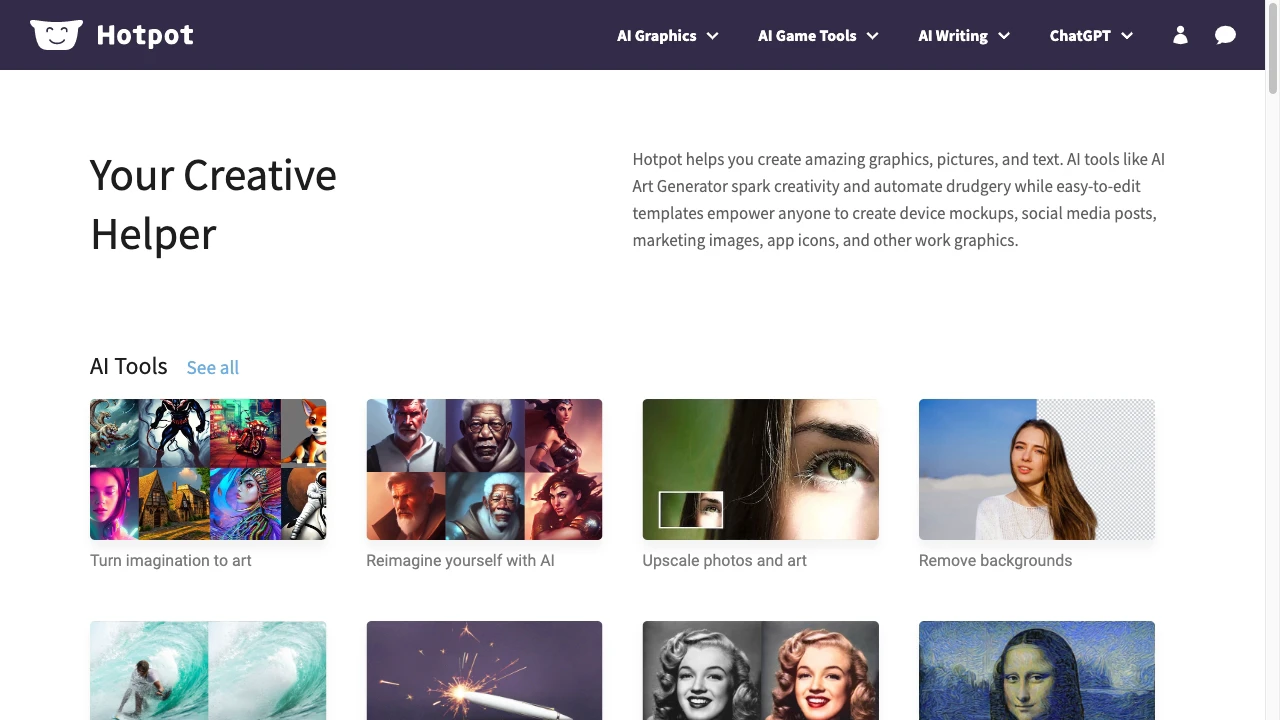 Hotpot
AI Graphics
AI Game Tools
AI Writing
ChatGPT
Your Creative
Helper
Hotpot helps you create amazing graphics, pictures, and text. AI tools like AI
Art Generator spark creativity and automate drudgery while easy-to-edit
templates empower anyone to create device mockups, social media posts,
marketing images, app icons, and other work graphics.
AI Tools See all
Turn imagination to art
Reimagine yourself with AI
Upscale photos and art
Remove backgrounds